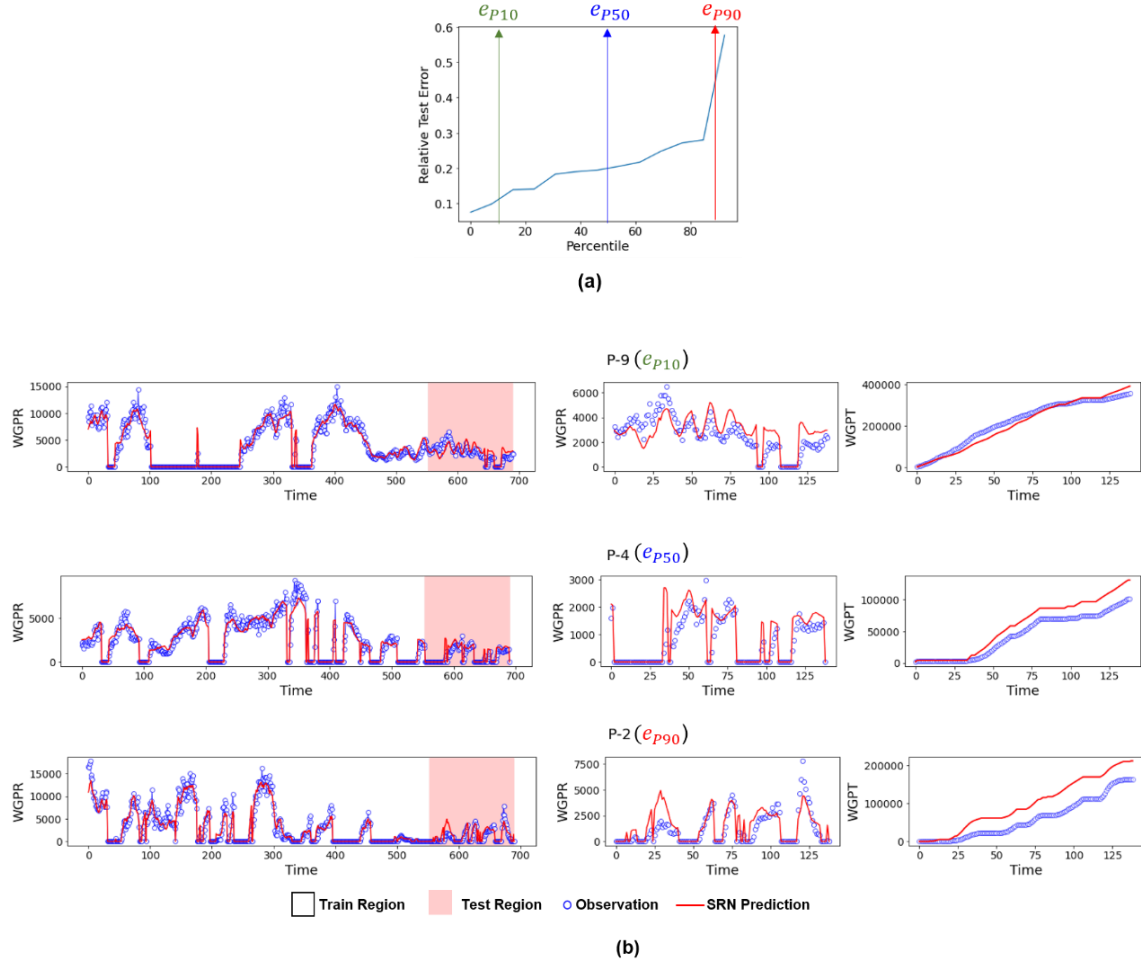 e_P10 e_P50 e_P90
0.6
0.5
0.4
0.3
0.2
0.1
Relative Test Error
0 20 40 60 80
Percentile
(a)
P-9 (e_P10)
WGPR
15000
10000
5000
0
0 100 200 300 400 500 600 700
Time
WGPR
6000
4000
2000
0
0 25 50 75 100 125
Time
WGPT
400000
200000
0
0 25 50 75 100 125
Time
P-4 (e_P50)
WGPR
5000
0
0 100 200 300 400 500 600 700
Time
WGPR
3000
2000
1000
0
0 25 50 75 100 125
Time
WGPT
100000
50000
0
0 25 50 75 100 125
Time
P-2 (e_P90)
WGPR
15000
10000
5000
0
0 100 200 300 400 500 600 700
Time
WGPR
7500
5000
2500
0
0 25 50 75 100 125
Time
WGPT
200000
100000
0
0 25 50 75 100 125
Time
Train Region Test Region Observation SRN Prediction
(b)